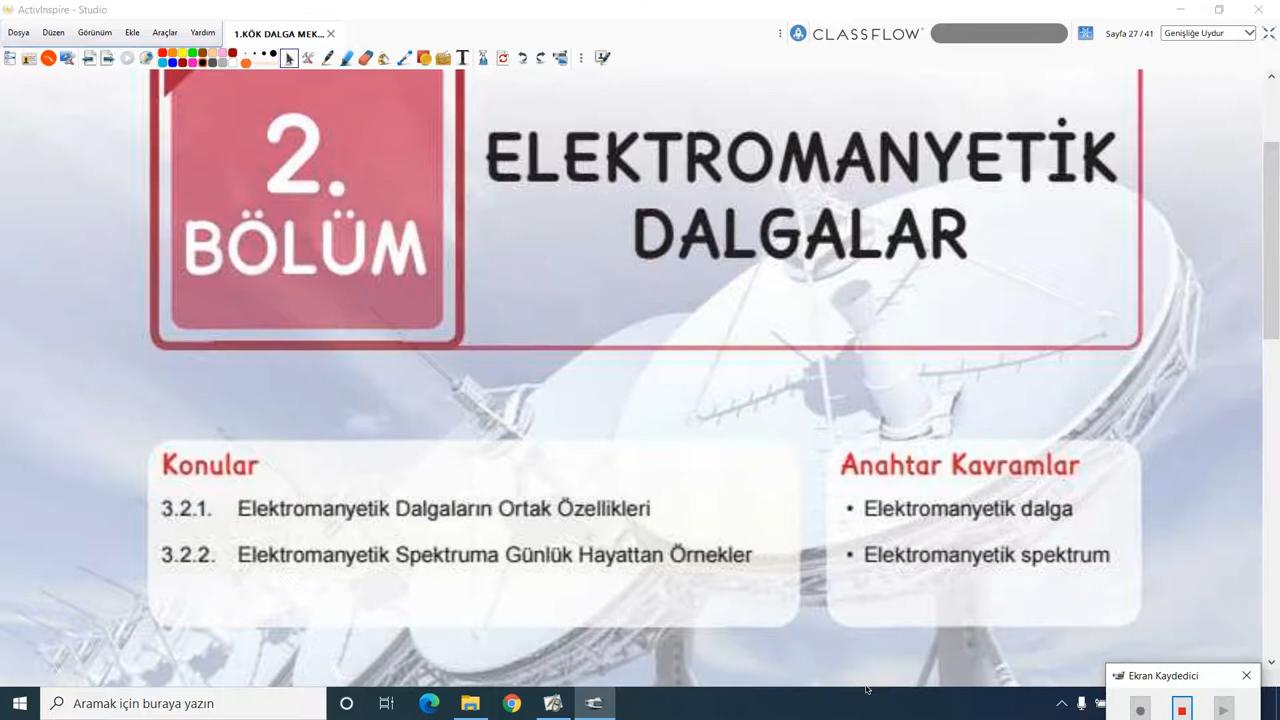 ActivInspire - Studio
Dosya Düzen Görünüm Ekle Araçlar Yardım
1.KÖK DALGA MEK...
CLASSFLOW
Sayfa 27 / 41
Genişliğe Uydur
2.
BÖLÜM
ELEKTROMANYETİK
DALGALAR
Konular
3.2.1. Elektromanyetik Dalgaların Ortak Özellikleri
3.2.2. Elektromanyetik Spektruma Günlük Hayattan Örnekler
Anahtar Kavramlar
• Elektromanyetik dalga
• Elektromanyetik spektrum
Ekran Kaydedici
Aramak için buraya yazın